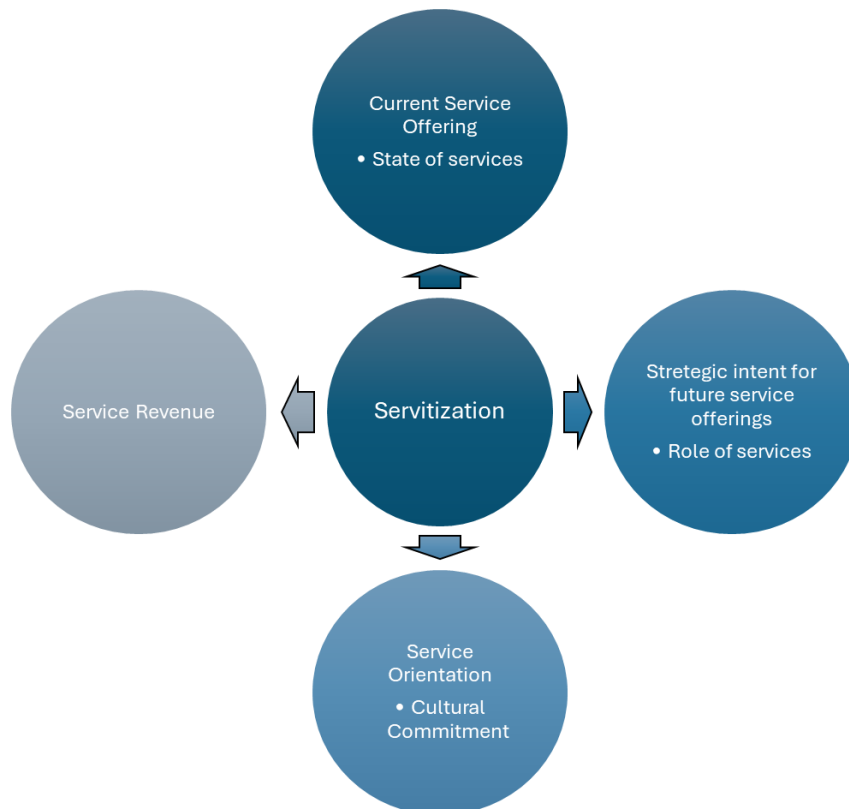 Current Service
Offering
• State of services
Service Revenue
Servitization
Stretegic intent for
future service
offerings
• Role of services
Service
Orientation
• Cultural
Commitment